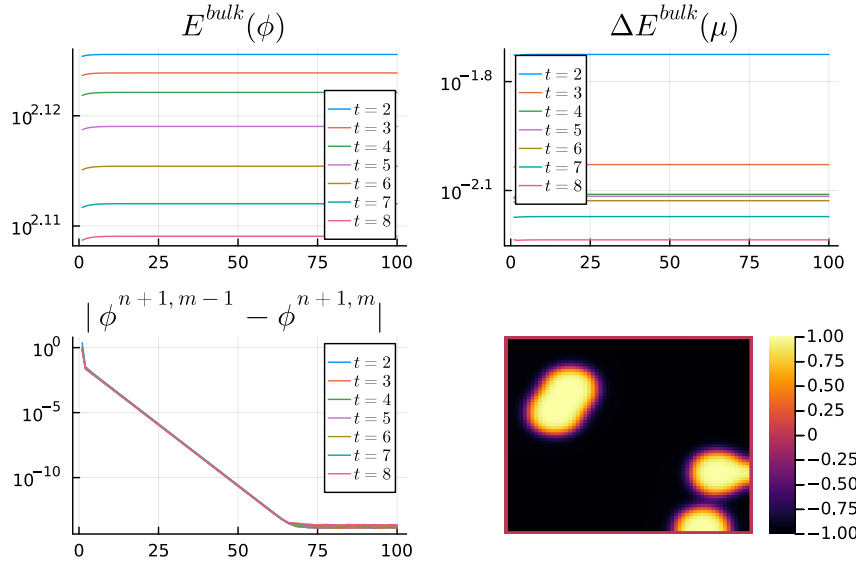 E^{bulk}(ϕ)
10^{2.12}
10^{2.11}
t = 2
t = 3
t = 4
t = 5
t = 6
t = 7
t = 8
0 25 50 75 100
ΔE^{bulk}(μ)
10^{−1.8}
10^{−2.1}
t = 2
t = 3
t = 4
t = 5
t = 6
t = 7
t = 8
0 25 50 75 100
| ϕ^{n+1, m−1} − ϕ^{n+1, m} |
10^{0}
10^{−5}
10^{−10}
t = 2
t = 3
t = 4
t = 5
t = 6
t = 7
t = 8
0 25 50 75 100
1.00
0.75
0.50
0.25
0
−0.25
−0.50
−0.75
−1.00